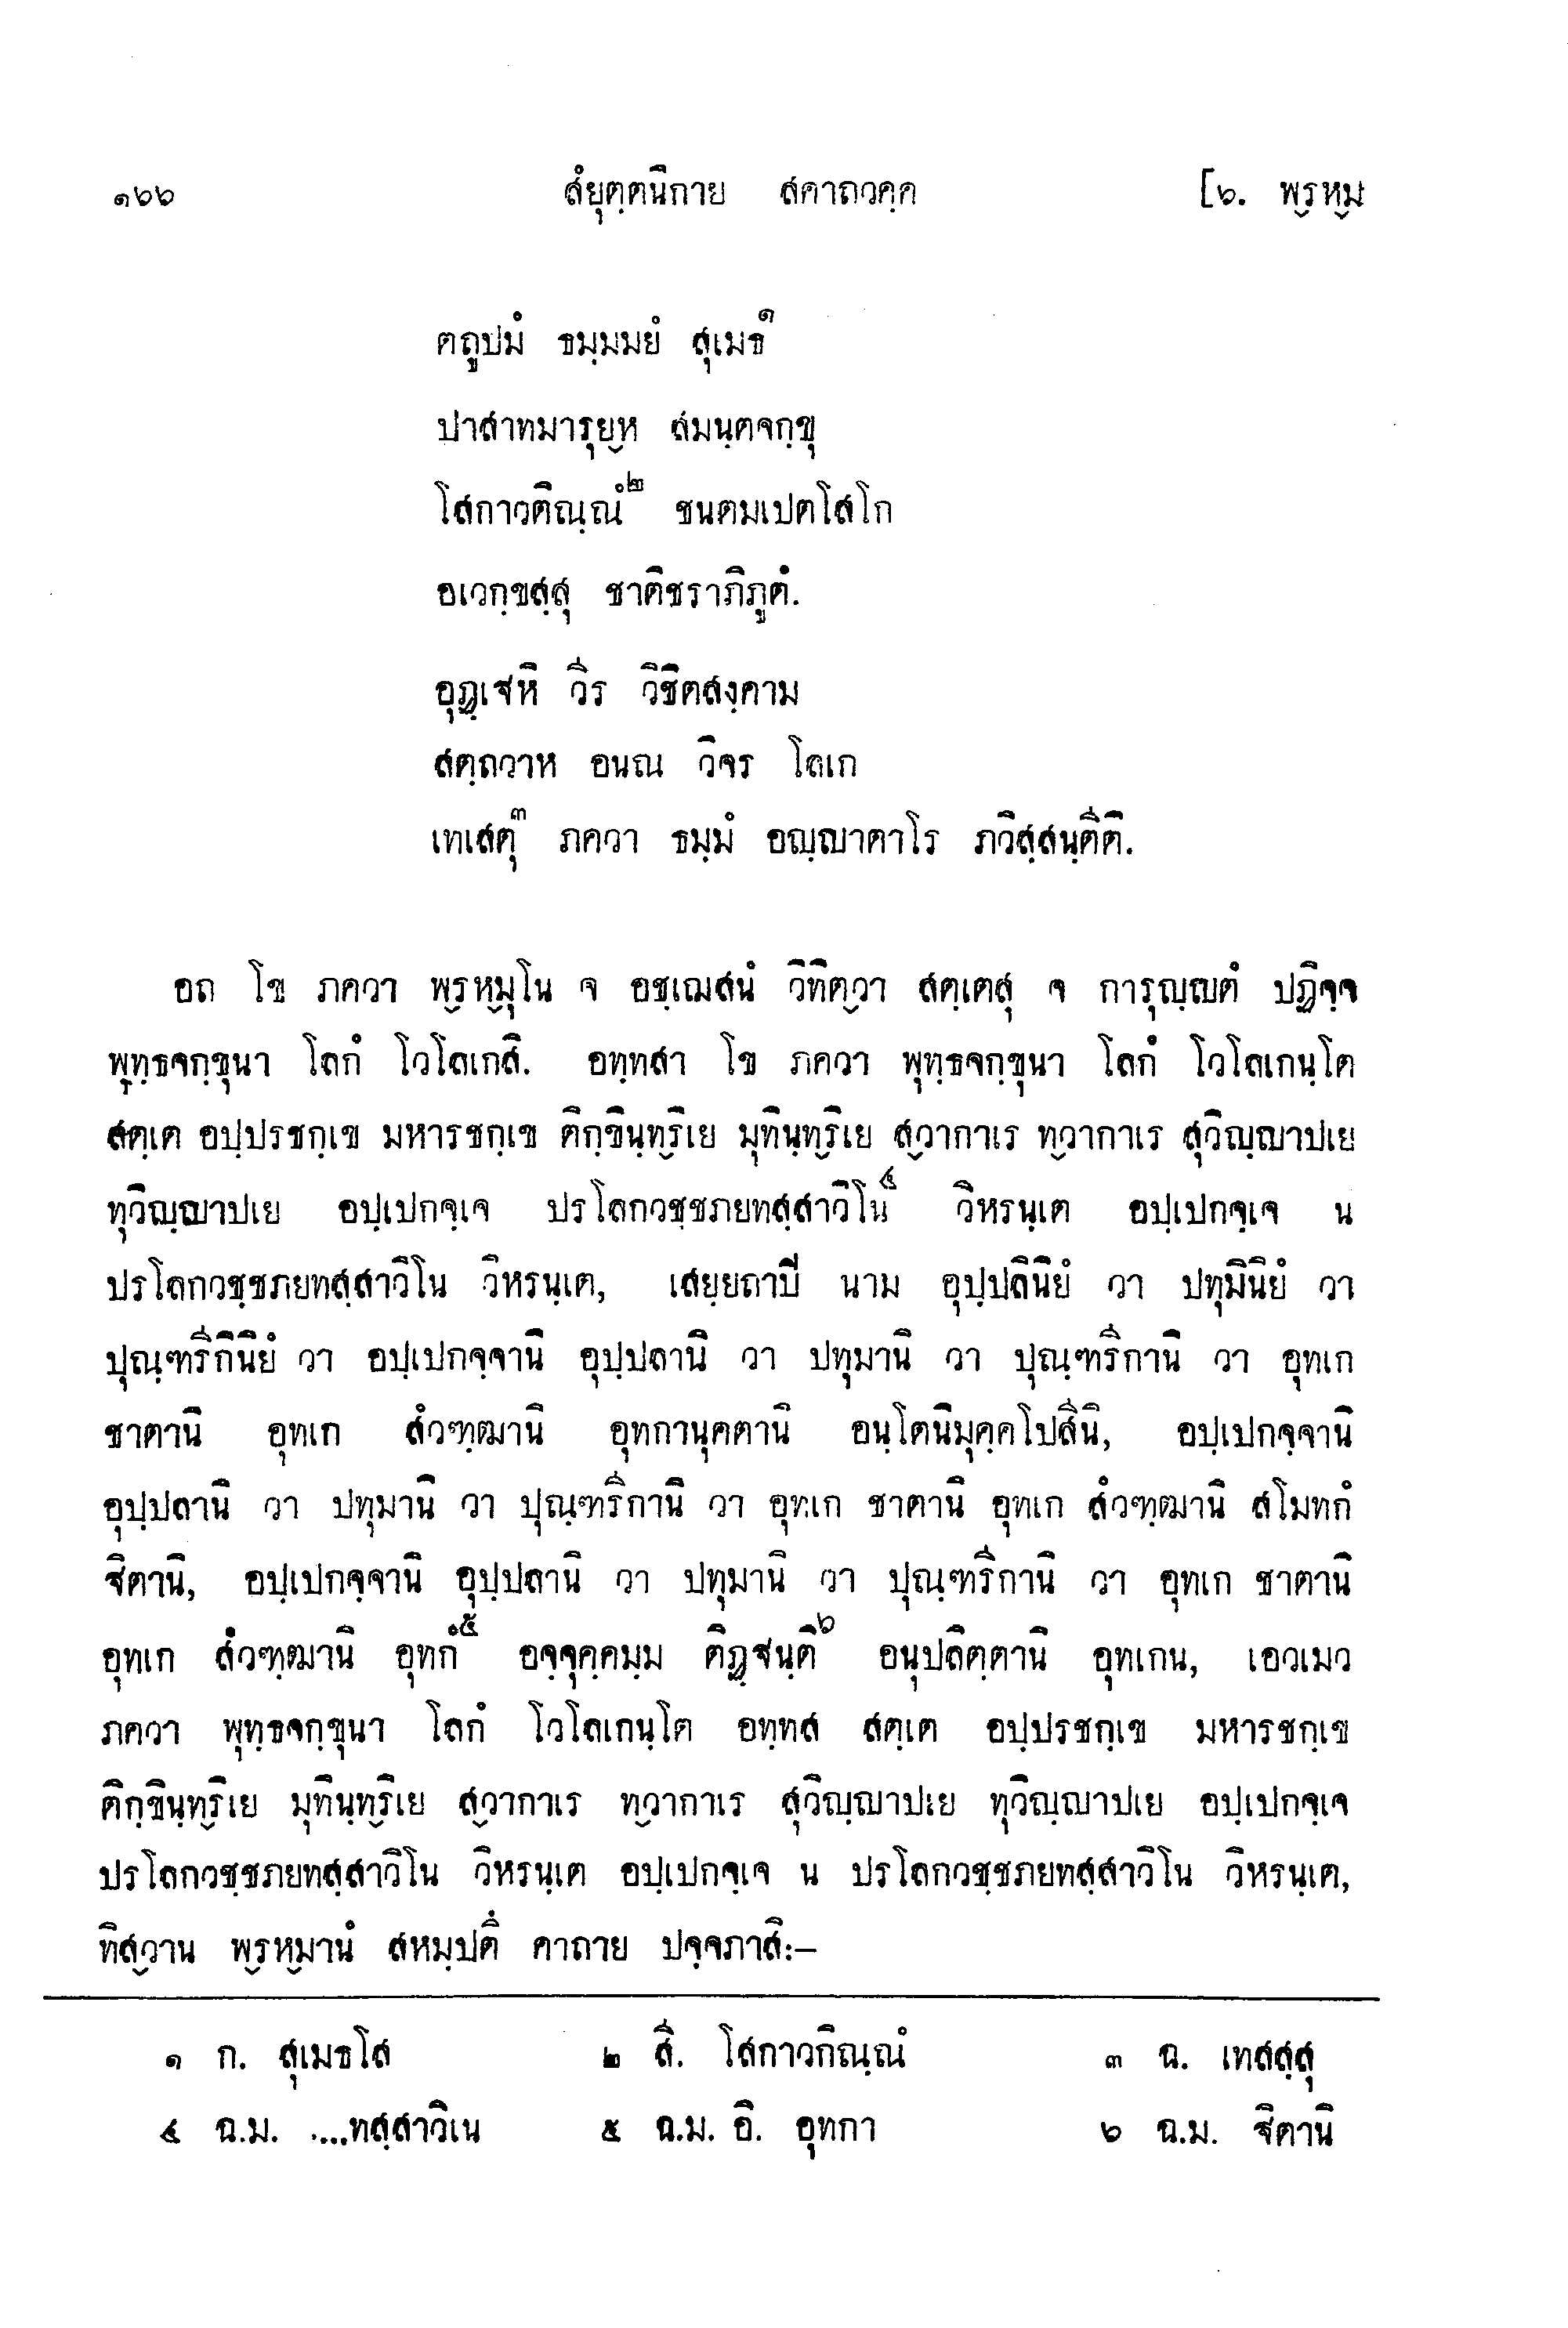 ๑๖๖ สํยุตฺตนิกาย สคาถวคฺค [๖. พฺรหฺม
ตถูปมํ ธมฺมมยํ สุเมธ๑
ปาสาทมารุยฺห สมนฺตจกฺขุ
โสกาวติณฺณํ๒ ชนตมเปตโสโก
อเวกฺขสฺสุ ชาติชราภิภูตํ.
อุฏฺเฐหิ วีร วิชิตสงฺคาม
สตฺถวาห อนณ วิจร โลเก
เทเสตุ๓ ภควา ธมฺมํ อญฺญาตาโร ภวิสฺสนฺตีติ.
อถ โข ภควา พฺรหฺมุโน จ อชฺเฌสนํ วิทิตฺวา สตฺเตสุ จ การุญฺญตํ ปฏิจฺจ
พุทฺธจกฺขุนา โลกํ โวโลเกสิ. อทฺทสา โข ภควา พุทฺธจกฺขุนา โลกํ โวโลเกนฺโต
สตฺเต อปฺปรชกฺเข มหารชกฺเข ติกฺขินฺทฺริเย มุทินฺทฺริเย สฺวากาเร ทฺวากาเร สุวิญฺญาปเย
ทุวิญฺญาปเย อปฺเปกจฺเจ ปรโลกวชฺชภยทสฺสาวิโน๔ วิหรนฺเต อปฺเปกจฺเจ น
ปรโลกวชฺชภยทสฺสาวิโน วิหรนฺเต, เสยฺยถาปิ นาม อุปฺปลินิยํ วา ปทุมินิยํ วา
ปุณฺฑรีกินิยํ วา อปฺเปกจฺจานิ อุปฺปลานิ วา ปทุมานิ วา ปุณฺฑรีกานิ วา อุทเก
ชาตานิ อุทเก สํวฑฺฒานิ อุทกานุคตานิ อนฺโตนิมุคฺคโปสีนิ, อปฺเปกจฺจานิ
อุปฺปลานิ วา ปทุมานิ วา ปุณฺฑรีกานิ วา อุทเก ชาตานิ อุทเก สํวฑฺฒานิ สโมทกํ
ฐิตานิ, อปฺเปกจฺจานิ อุปฺปลานิ วา ปทุมานิ วา ปุณฺฑรีกานิ วา อุทเก ชาตานิ
อุทเก สํวฑฺฒานิ อุทกํ๕ อจฺจุคฺคมฺม ติฏฺฐนฺติ๖ อนุปลิตฺตานิ อุทเกน, เอวเมว
ภควา พุทฺธจกฺขุนา โลกํ โวโลเกนฺโต อทฺทส สตฺเต อปฺปรชกฺเข มหารชกฺเข
ติกฺขินฺทฺริเย มุทินฺทฺริเย สฺวากาเร ทฺวากาเร สุวิญฺญาปเย ทุวิญฺญาปเย อปฺเปกจฺเจ
ปรโลกวชฺชภยทสฺสาวิโน วิหรนฺเต อปฺเปกจฺเจ น ปรโลกวชฺชภยทสฺสาวิโน วิหรนฺเต,
ทิสฺวาน พฺรหฺมานํ สหมฺปตึ คาถาย ปจฺจภาสิ:–
๑ ก. สุเมธโส ๒ สี. โสกาวกิณฺณํ ๓ ฉ. เทสสฺสุ
๔ ฉ.ม. .....ทสฺสาวิเน ๕ ฉ.ม. อิ. อุทกา ๖ ฉ.ม. ฐิตานิ